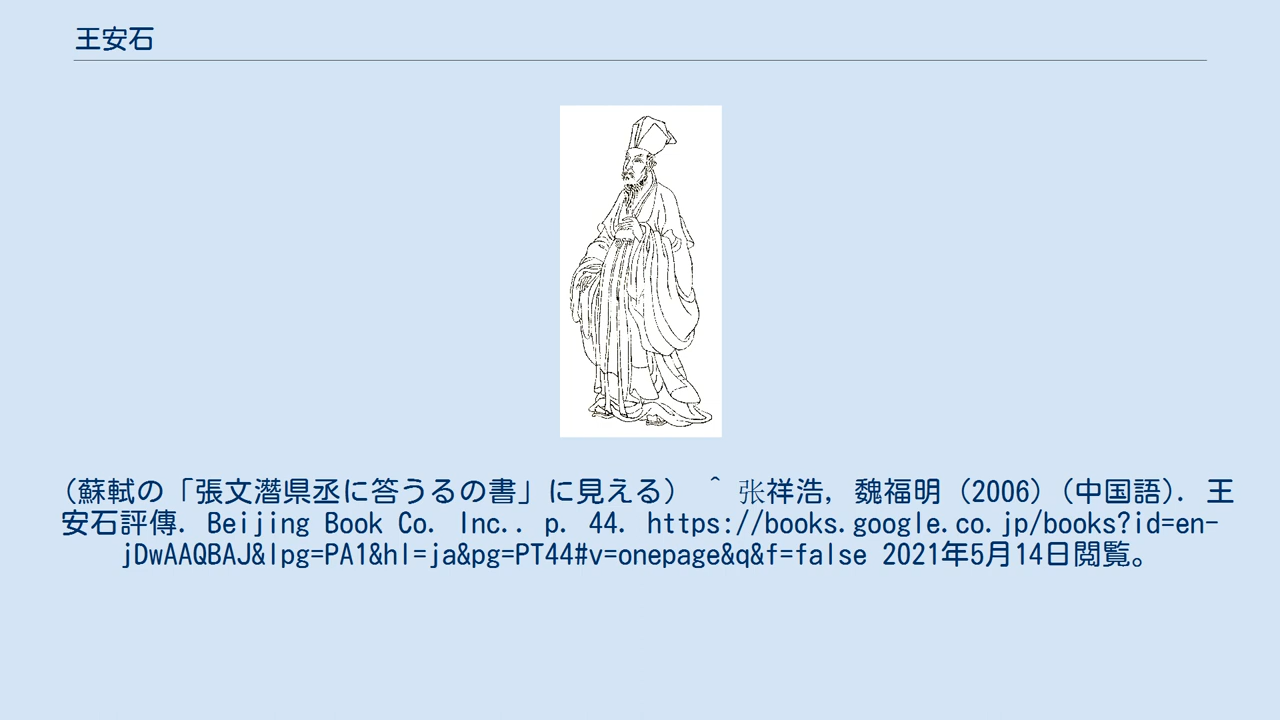 王安石
(蘇軾の「張文潛県丞に答うるの書」に見える) ^ 张祥浩, 魏福明 (2006) (中国語). 王
安石評傳. Beijing Book Co. Inc.. p. 44. https://books.google.co.jp/books?id=en-
jDwAAQBAJ&lpg=PA1&hl=ja&pg=PT44#v=onepage&q&f=false 2021年5月14日閲覧。